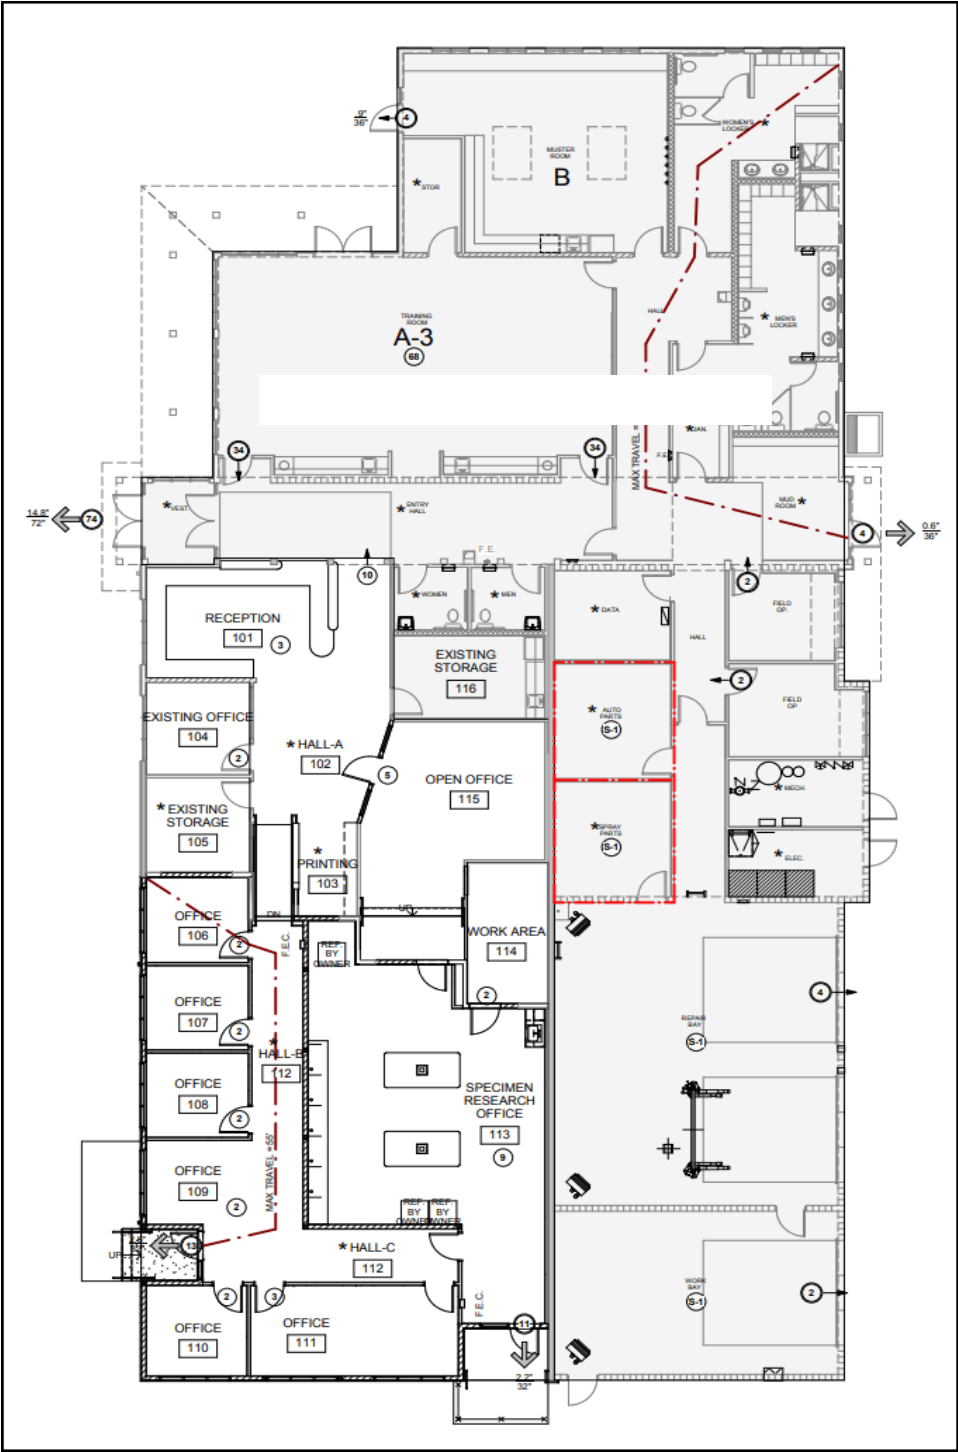 .8"
36"
4
WOMEN'S
LOCKER
*
MUSTER
ROOM
B
* STOR
TRAINING
ROOM
A-3
68
HALL
* MEN'S
LOCKER
34
34
MAX TRAVEL =
F.E.
* VEST.
* ENTRY
HALL
MUD
ROOM *
14.8"
72"
74
4
0.6"
36"
F.E.
10
2
* WOMEN
* MEN
* DATA
HALL
FIELD
OP.
RECEPTION
101
3
EXISTING
STORAGE
116
2
FIELD
OP
* AUTO
PARTS
S-1
EXISTING OFFICE
104
2
* HALL-A
102
5
OPEN OFFICE
115
* MECH.
* EXISTING
STORAGE
105
*
PRINTING
103
* SPRAY
PARTS
S-1
* ELEC.
DN
UP
OFFICE
106
2
F.E.C.
REF.
BY
OWNER
WORK AREA
114
2
OFFICE
107
2
*
HALL-B
112
4
REPAIR
BAY
S-1
OFFICE
108
2
SPECIMEN
RESEARCH
OFFICE
113
9
MAX TRAVEL = 55'
OFFICE
109
2
REF.
BY
OWNER
REF.
BY
OWNER
UP
13
* HALL-C
112
WORK
BAY
S-1
2
2
3
F.E.C.
11
OFFICE
110
OFFICE
111
2.2"
32"